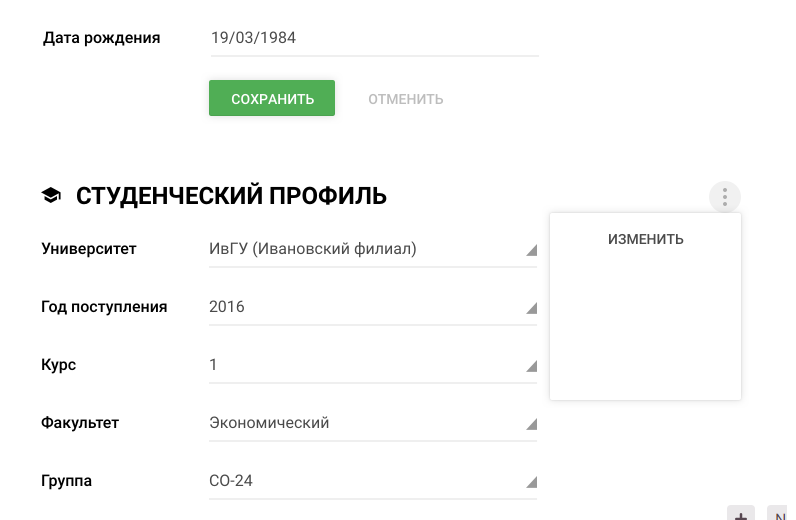 Дата рождения 19/03/1984
СОХРАНИТЬ ОТМЕНИТЬ
СТУДЕНЧЕСКИЙ ПРОФИЛЬ
Университет ИвГУ (Ивановский филиал)
ИЗМЕНИТЬ
Год поступления 2016
Курс 1
Факультет Экономический
Группа СО-24
+ N